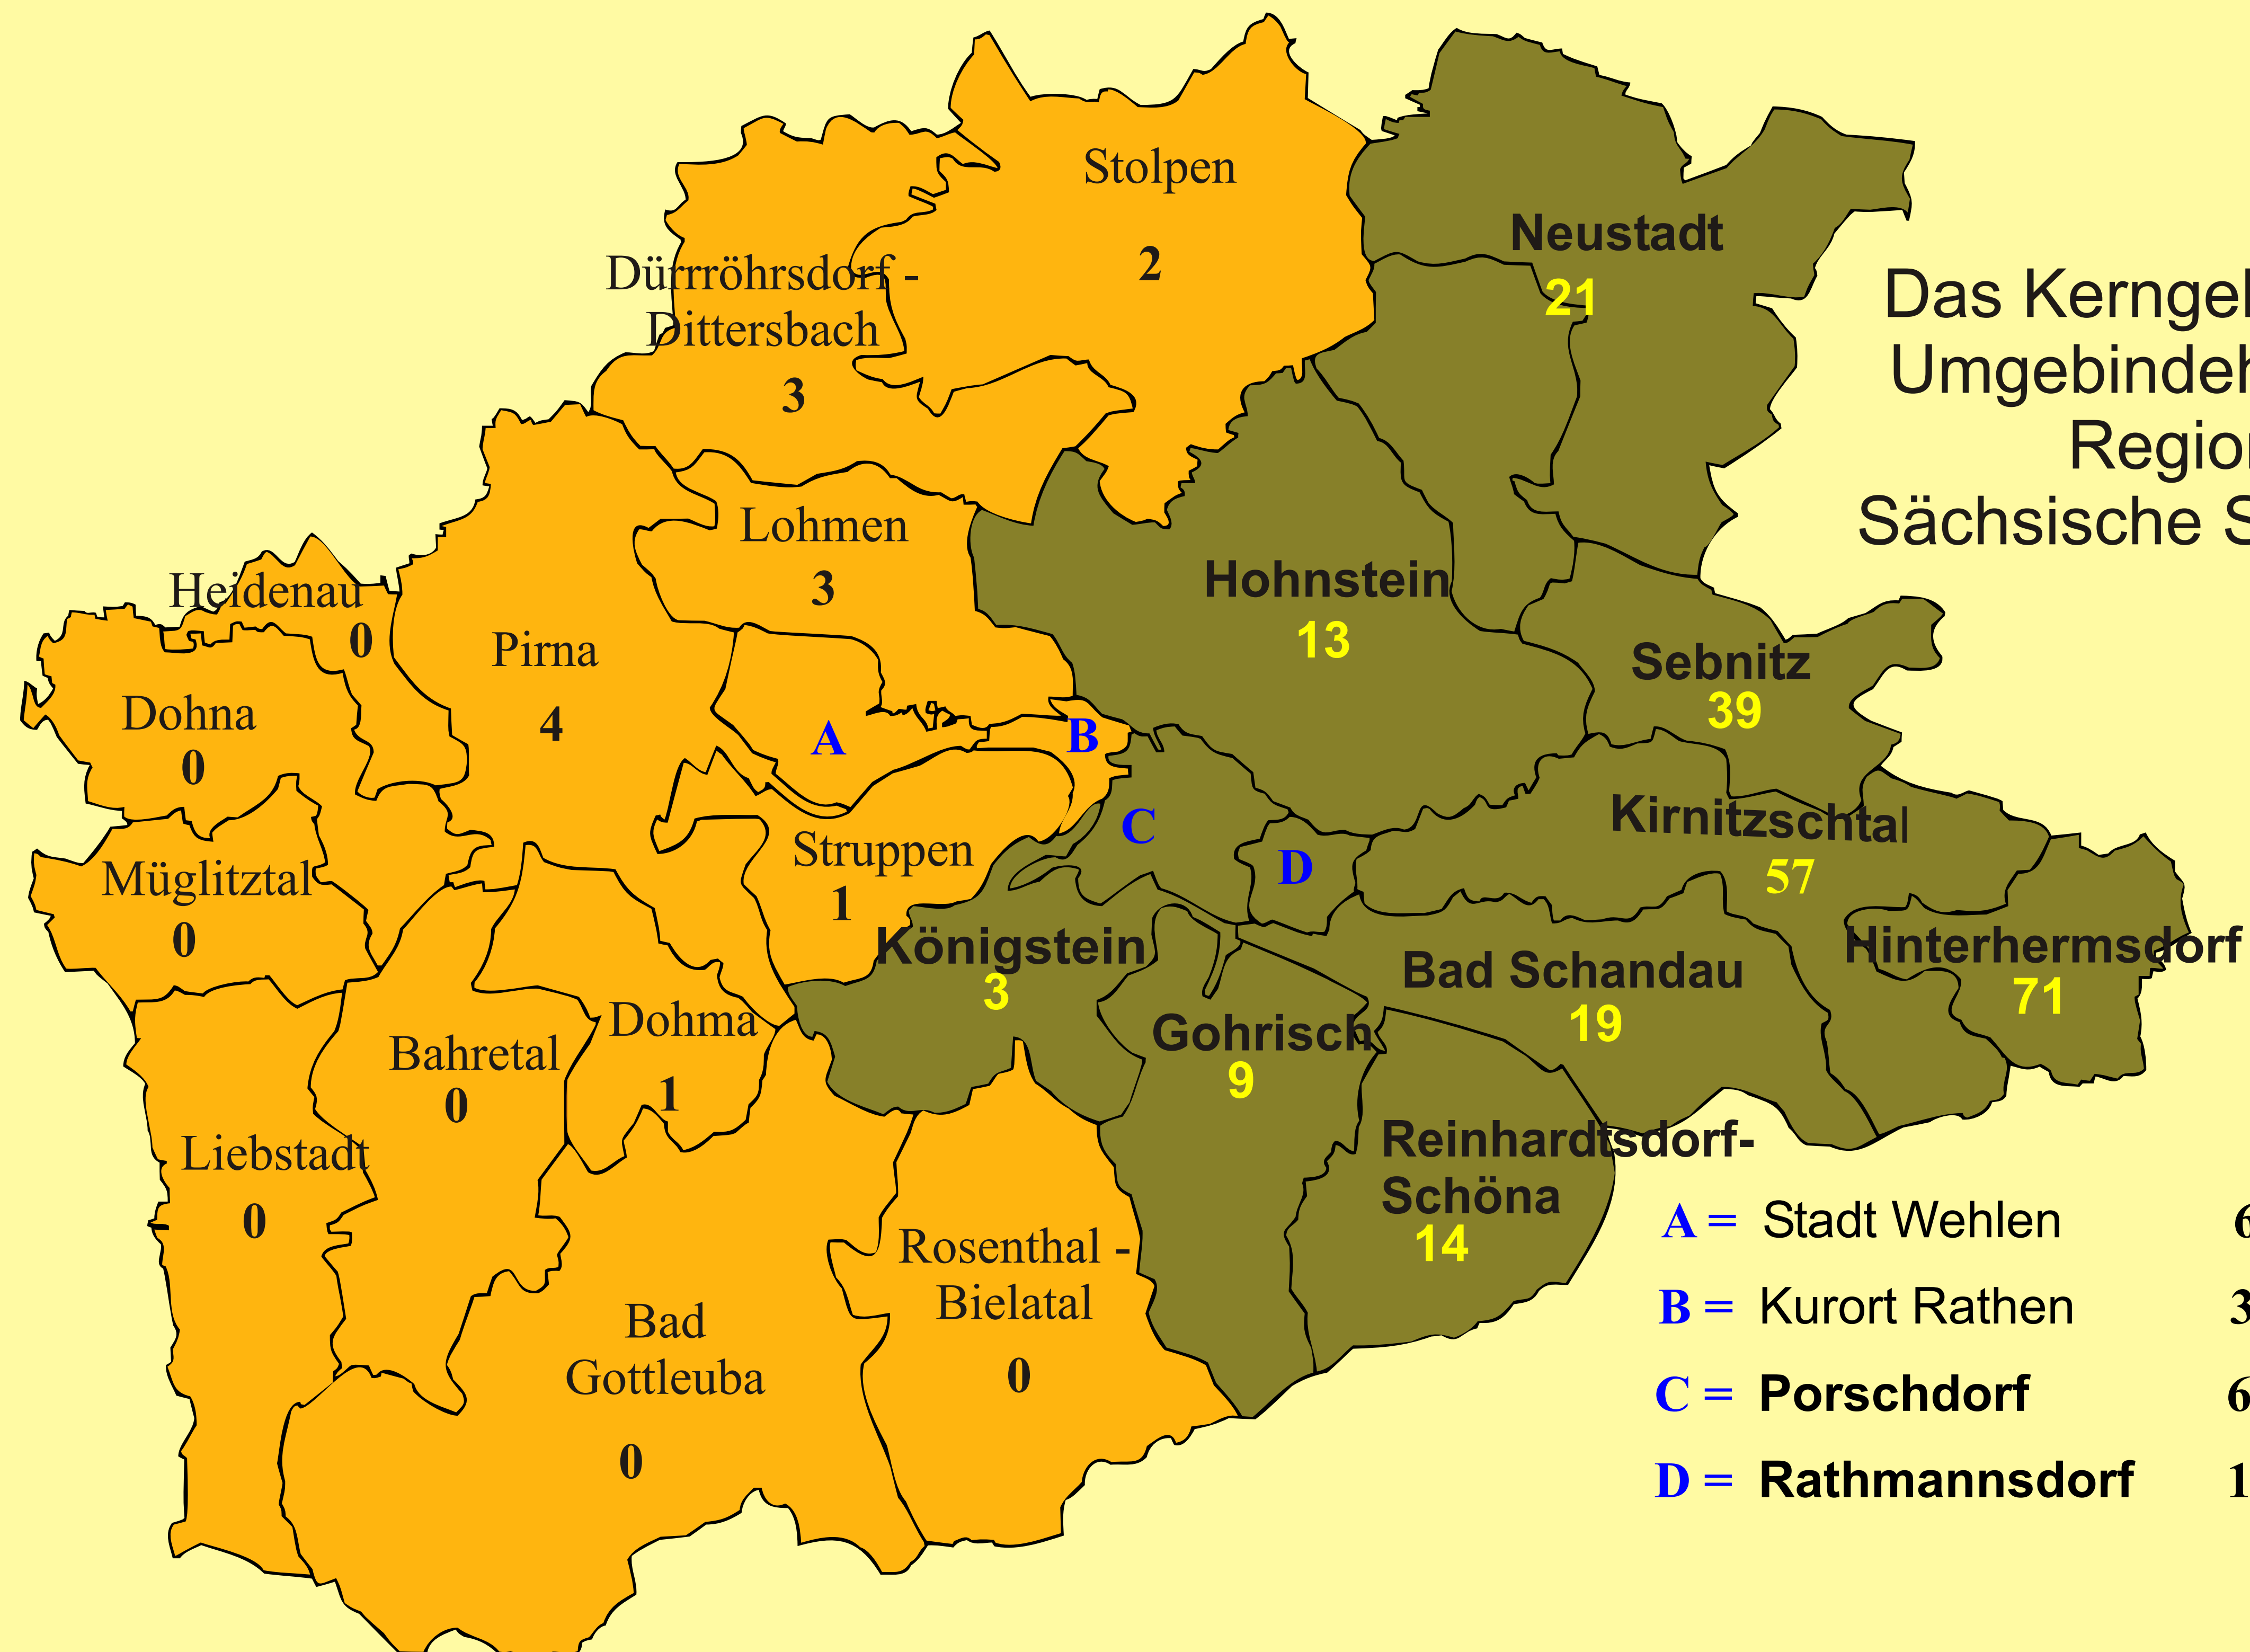 Stolpen
2
Neustadt
21
Dürrröhrsdorf -
Dittersbach
3
Das
Sächsische
Lohmen
3
Hohnstein
13
Heidenau
0
Pirna
4
Sebnitz
39
Dohna
0
A
B
C
D
Kirnitzschtal
57
Struppen
1
Müglitztal
0
Königstein
3
Bad Schandau
19
Hinterhermsdorf
71
Dohma
1
Gohrisch
9
Bahretal
0
Reinhardtsdorf-
Schöna
14
Liebstadt
0
Rosenthal -
Bielatal
0
Bad
Gottleuba
0
A = Stadt Wehlen
B = Kurort Rathen
C = Porschdorf
D = Rathmannsdorf